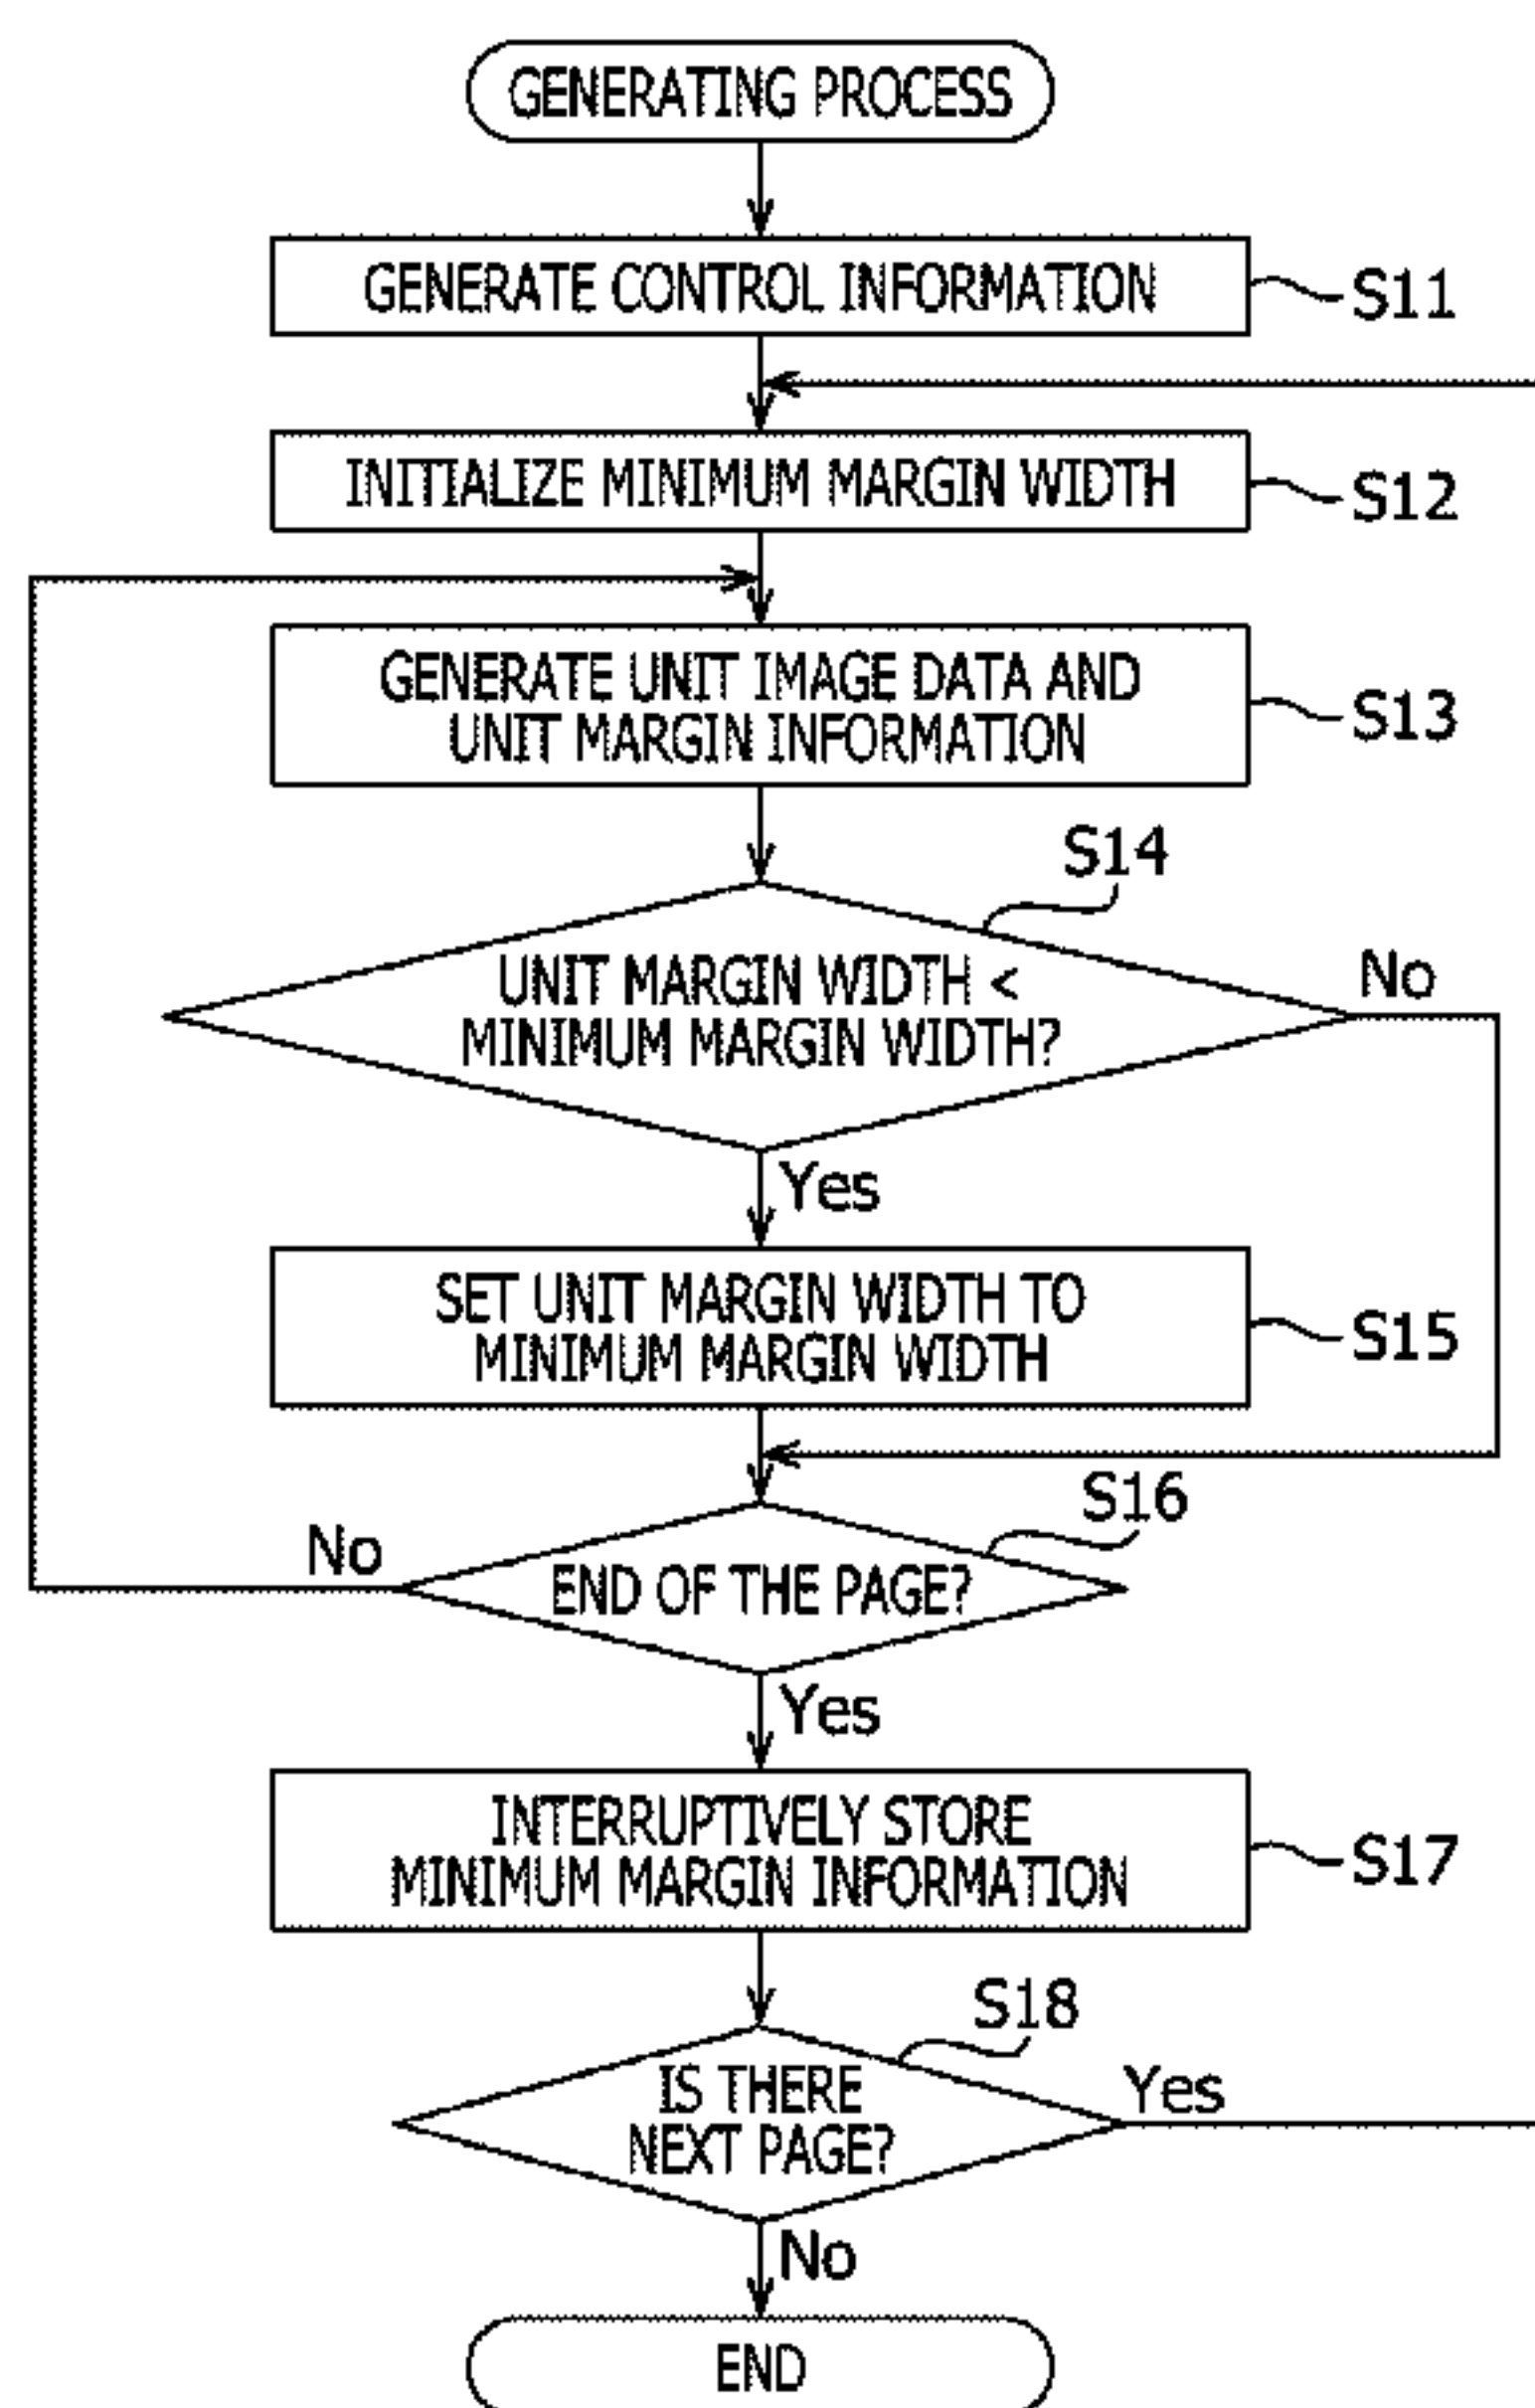 GENERATING PROCESS
GENERATE CONTROL INFORMATION
S11
INITIALIZE MINIMUM MARGIN WIDTH
S12
GENERATE UNIT IMAGE DATA AND
UNIT MARGIN INFORMATION
S13
S14
UNIT MARGIN WIDTH <
MINIMUM MARGIN WIDTH?
No
Yes
SET UNIT MARGIN WIDTH TO
MINIMUM MARGIN WIDTH
S15
S16
No
END OF THE PAGE?
Yes
INTERRUPTIVELY STORE
MINIMUM MARGIN INFORMATION
S17
S18
IS THERE
NEXT PAGE?
Yes
No
END